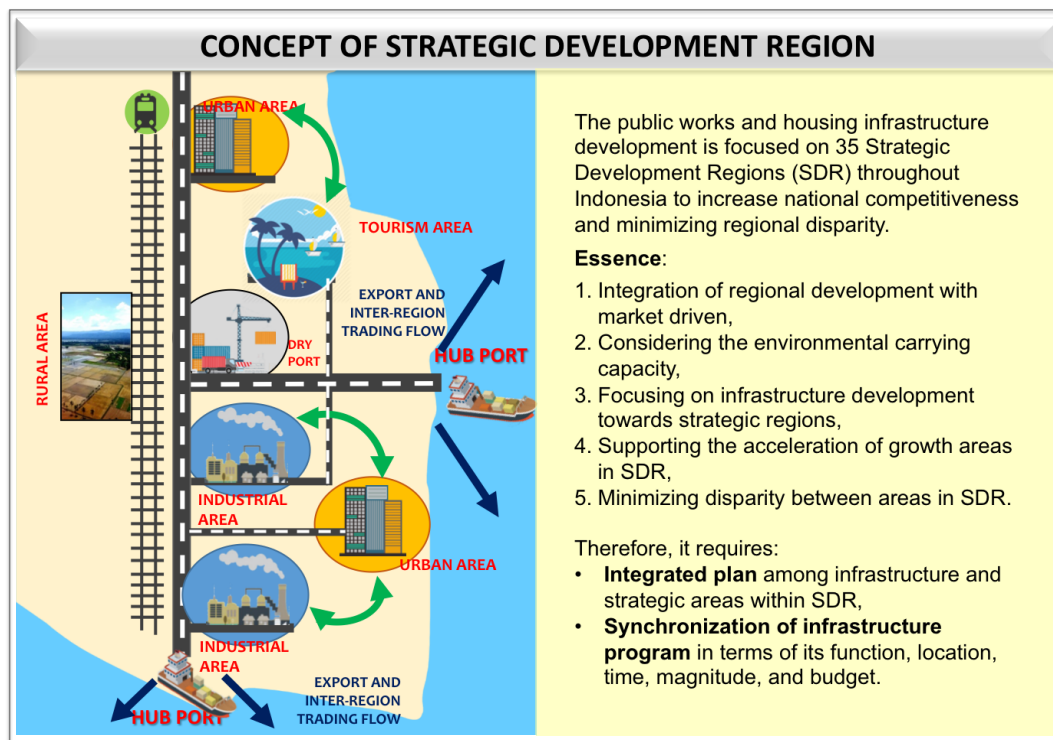 CONCEPT OF STRATEGIC DEVELOPMENT REGION
URBAN AREA
TOURISM AREA
EXPORT AND
INTER-REGION
TRADING FLOW
HUB PORT
DRY
PORT
RURAL AREA
INDUSTRIAL
AREA
URBAN AREA
INDUSTRIAL
AREA
EXPORT AND
INTER-REGION
TRADING FLOW
HUB PORT
The public works and housing infrastructure
development is focused on 35 Strategic
Development Regions (SDR) throughout
Indonesia to increase national competitiveness
and minimizing regional disparity.
Essence:
1. Integration of regional development with
market driven,
2. Considering the environmental carrying
capacity,
3. Focusing on infrastructure development
towards strategic regions,
4. Supporting the acceleration of growth areas
in SDR,
5. Minimizing disparity between areas in SDR.
Therefore, it requires:
• Integrated plan among infrastructure and
strategic areas within SDR,
• Synchronization of infrastructure
program in terms of its function, location,
time, magnitude, and budget.